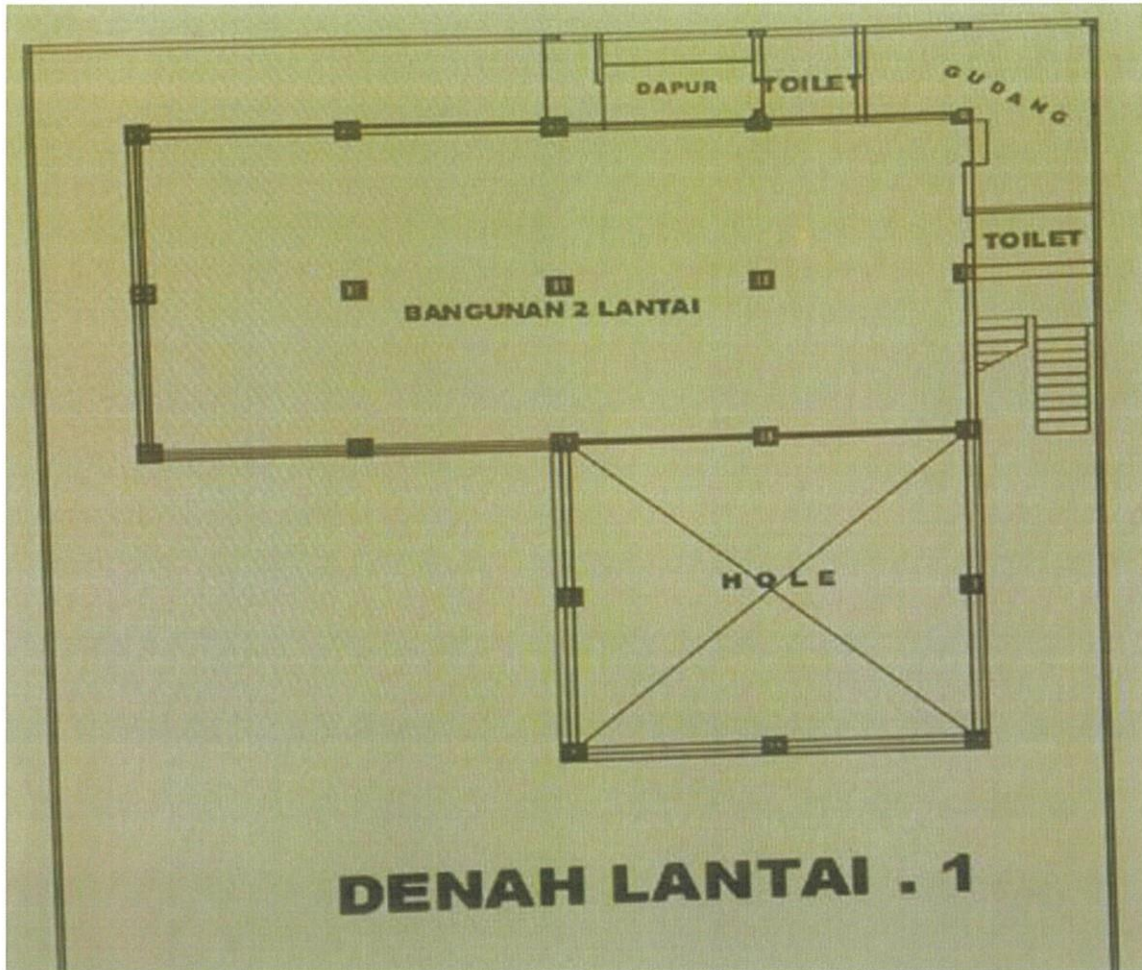 DAPUR
TOILET
GUDANG
TOILET
BANGUNAN 2 LANTAI
HOLE
DENAH LANTAI . 1